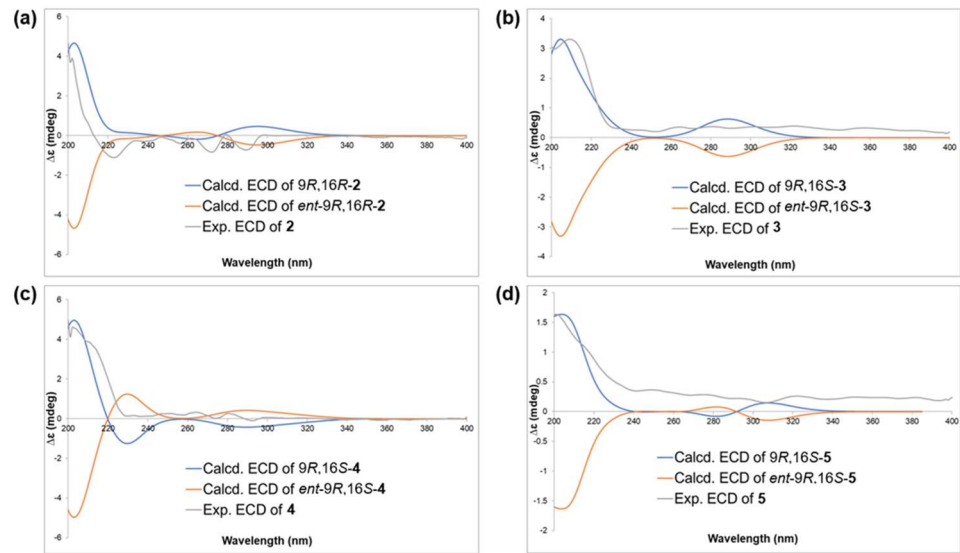 (a)
6
4
2
0
-2
-4
-6
200 220 240 260 280 300 320 340 360 380 400
Δε (mdeg)
Calcd. ECD of 9R,16R-2
Calcd. ECD of ent-9R,16R-2
Exp. ECD of 2
Wavelength (nm)
(b)
4
3
2
1
0
-1
-2
-3
-4
200 220 240 260 280 300 320 340 360 380 400
Δε (mdeg)
Calcd. ECD of 9R,16S-3
Calcd. ECD of ent-9R,16S-3
Exp. ECD of 3
Wavelength (nm)
(c)
6
4
2
0
-2
-4
-6
200 220 240 260 280 300 320 340 360 380 400
Δε (mdeg)
Calcd. ECD of 9R,16S-4
Calcd. ECD of ent-9R,16S-4
Exp. ECD of 4
Wavelength (nm)
(d)
2
1.5
1
0.5
0
-0.5
-1
-1.5
-2
200 220 240 260 280 300 320 340 360 380 400
Δε (mdeg)
Calcd. ECD of 9R,16S-5
Calcd. ECD of ent-9R,16S-5
Exp. ECD of 5
Wavelength (nm)